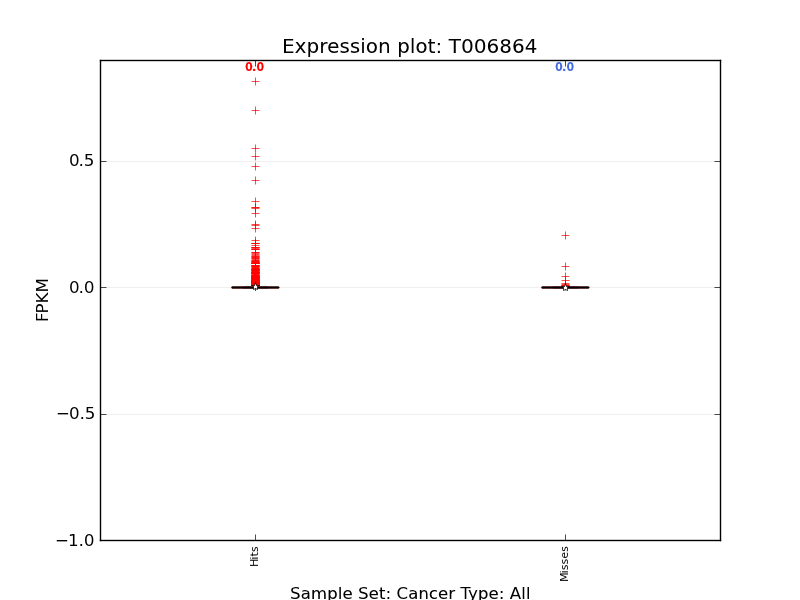 Expression plot: T006864
0.0
0.0
0.5
0.0
−0.5
−1.0
FPKM
Hits
Misses
Sample Set: Cancer Type: All